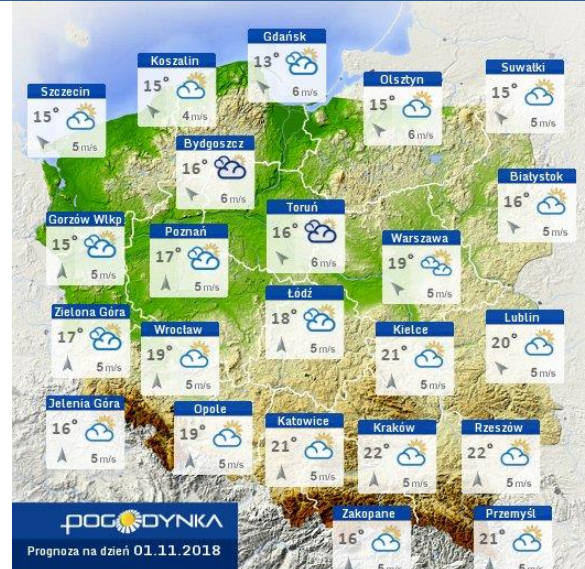 Gdańsk
13°
6 m/s
Koszalin
15°
4 m/s
Suwałki
15°
5 m/s
Olsztyn
15°
6 m/s
Szczecin
15°
5 m/s
Bydgoszcz
16°
6 m/s
Białystok
16°
5 m/s
Toruń
16°
6 m/s
Gorzów Wlkp
15°
5 m/s
Poznań
17°
5 m/s
Warszawa
19°
5 m/s
Łódź
18°
5 m/s
Zielona Góra
17°
5 m/s
Wrocław
19°
5 m/s
Kielce
21°
5 m/s
Lublin
20°
5 m/s
Jelenia Góra
16°
5 m/s
Opole
19°
5 m/s
Katowice
21°
5 m/s
Kraków
22°
5 m/s
Rzeszów
22°
5 m/s
Zakopane
16°
5 m/s
Przemyśl
21°
5 m/s
POGODYNKA
Prognoza na dzień 01.11.2018